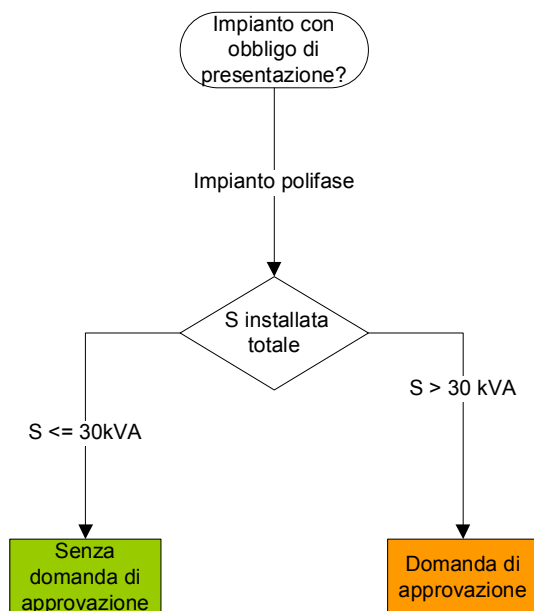 Impianto con
obbligo di
presentazione?
Impianto polifase
S installata
totale
S <= 30kVA
S > 30 kVA
Senza
domanda di
approvazione
Domanda di
approvazione